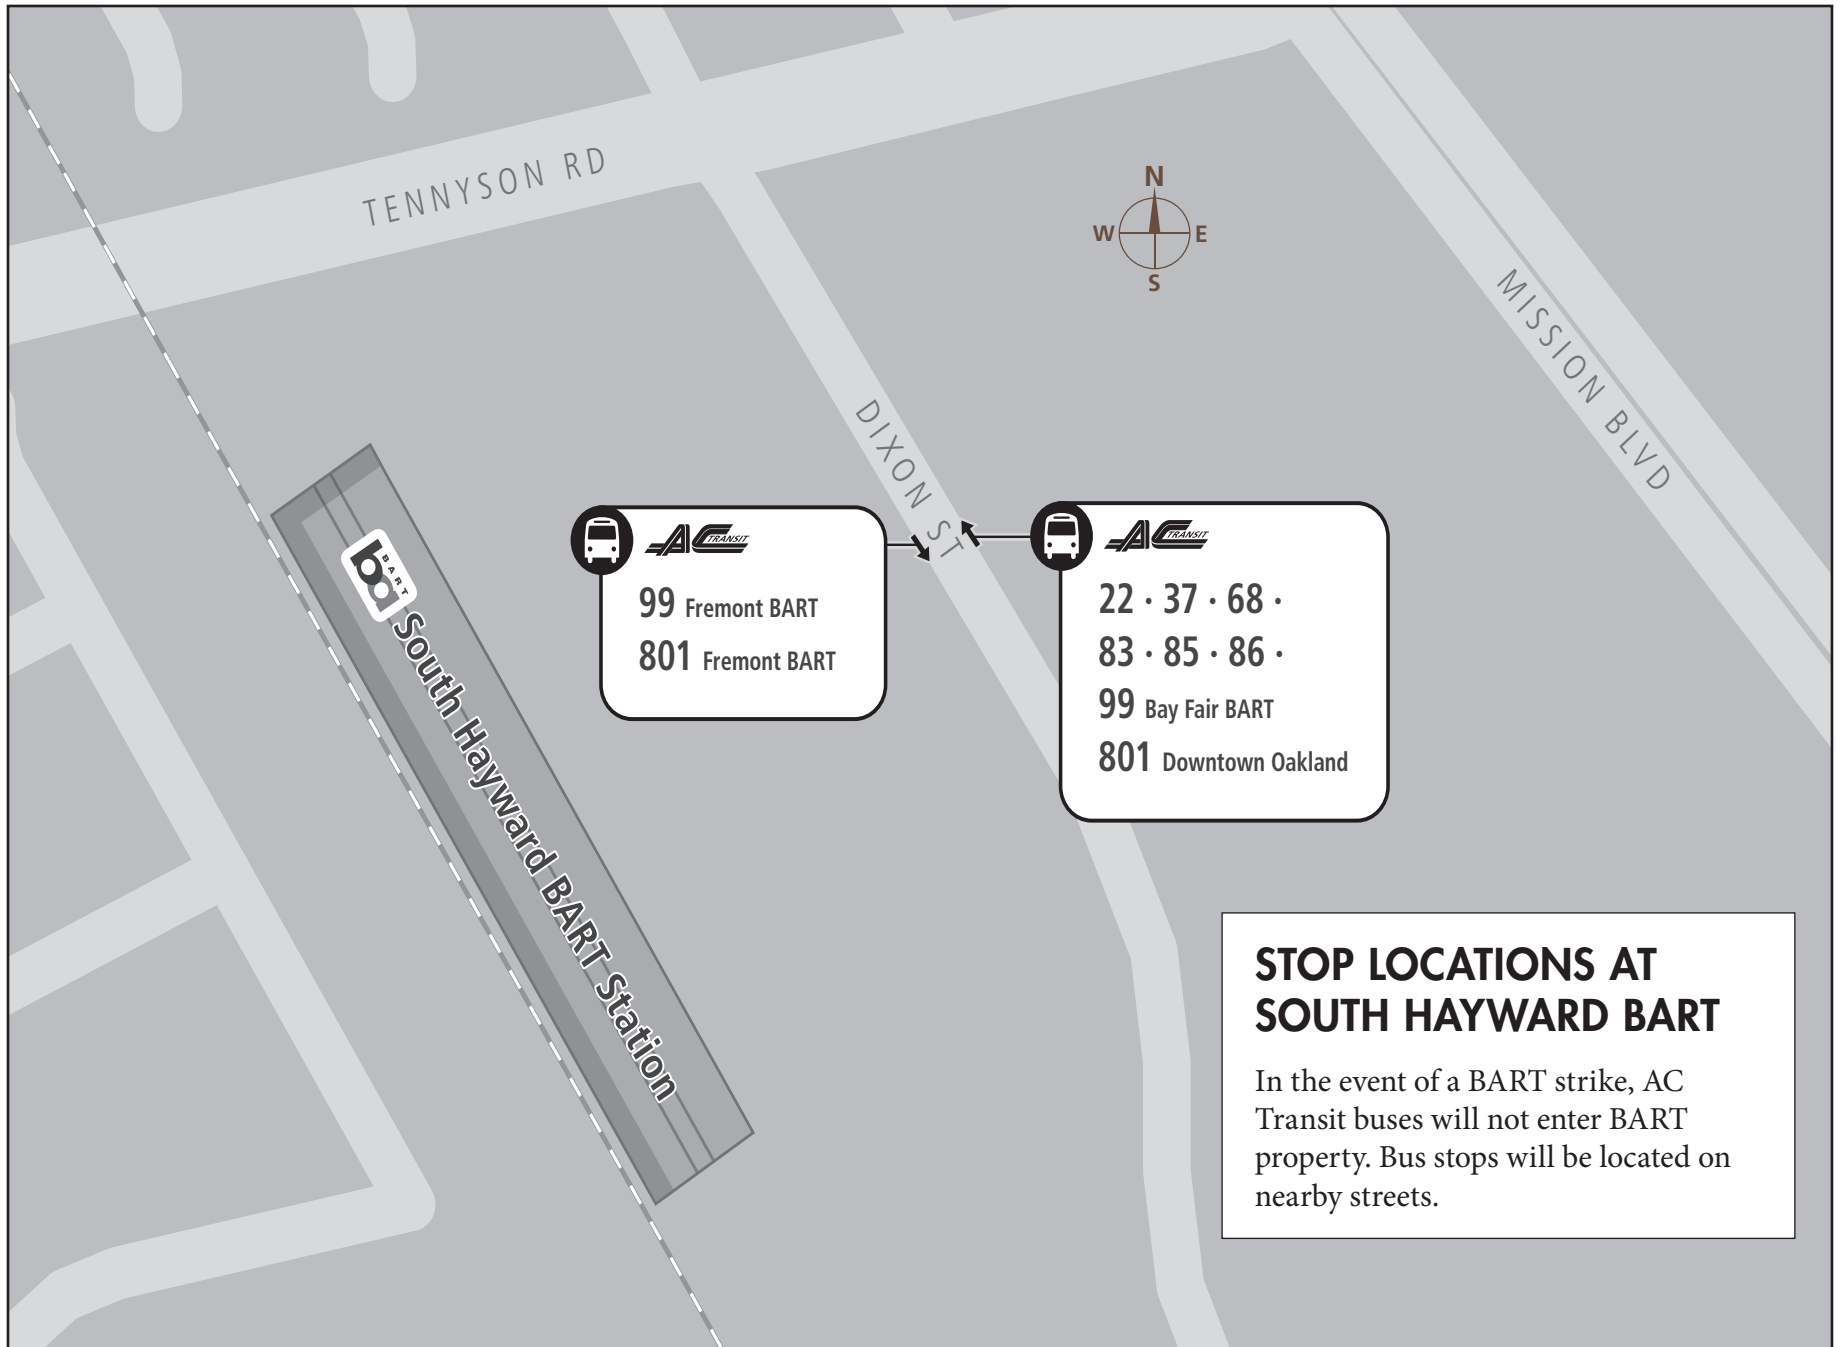 TENNYSON RD
N
W E
S
MISSION BLVD
DIXON ST
AC TRANSIT
99 Fremont BART
801 Fremont BART
AC TRANSIT
22 · 37 · 68 ·
83 · 85 · 86 ·
99 Bay Fair BART
801 Downtown Oakland
ba BART
South Hayward BART Station
STOP LOCATIONS AT
SOUTH HAYWARD BART
In the event of a BART strike, AC
Transit buses will not enter BART
property. Bus stops will be located on
nearby streets.